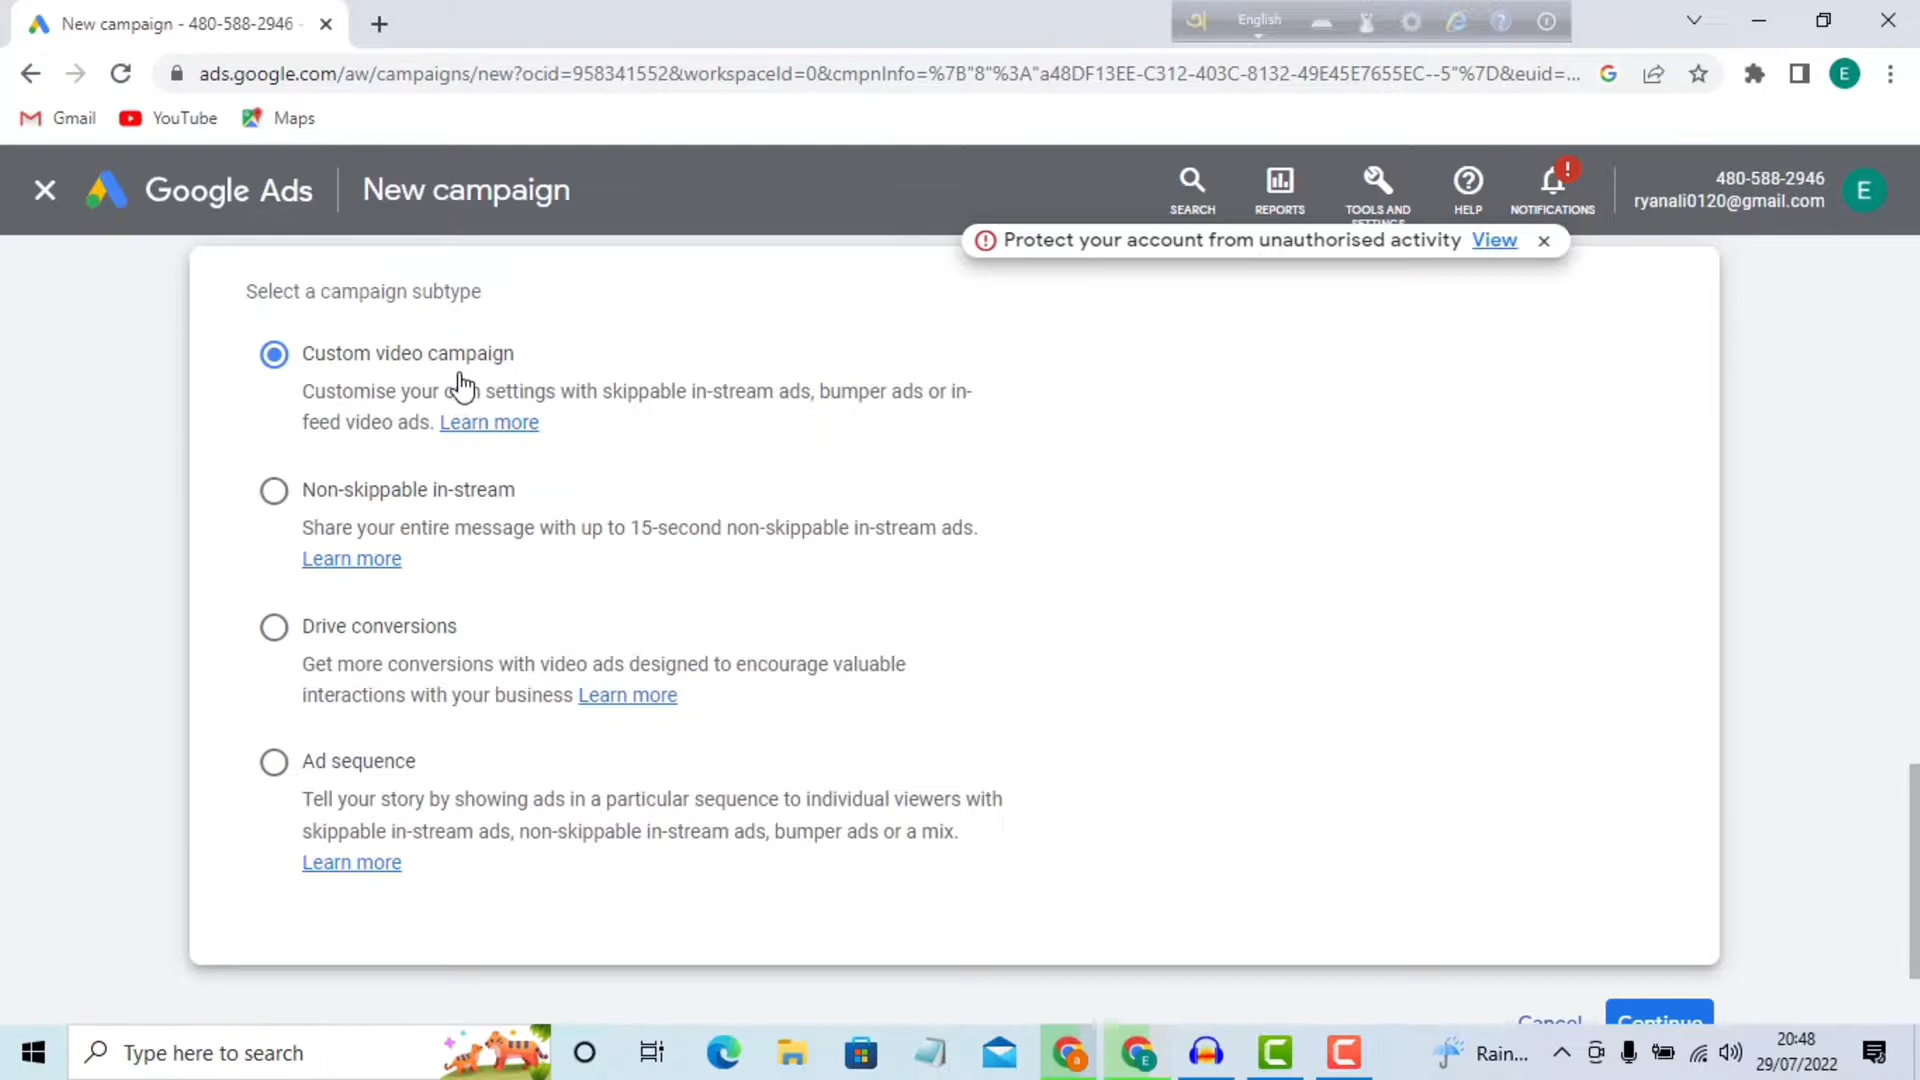 New campaign - 480-588-2946 -
English
ads.google.com/aw/campaigns/new?ocid=958341552&workspaceId=0&cmpnInfo=%7B"8"%3A"a48DF13EE-C312-403C-8132-49E45E7655EC--5"%7D&euid=...
E
Gmail
YouTube
Maps
Google Ads
New campaign
SEARCH
REPORTS
TOOLS AND
SETTINGS
HELP
NOTIFICATIONS
480-588-2946
ryanali0120@gmail.com
E
Protect your account from unauthorised activity View
Select a campaign subtype
Custom video campaign
Customise your settings with skippable in-stream ads, bumper ads or in-
feed video ads. Learn more
Non-skippable in-stream
Share your entire message with up to 15-second non-skippable in-stream ads.
Learn more
Drive conversions
Get more conversions with video ads designed to encourage valuable
interactions with your business Learn more
Ad sequence
Tell your story by showing ads in a particular sequence to individual viewers with
skippable in-stream ads, non-skippable in-stream ads, bumper ads or a mix.
Learn more
Cancel
Continue
Type here to search
Rain...
20:48
29/07/2022